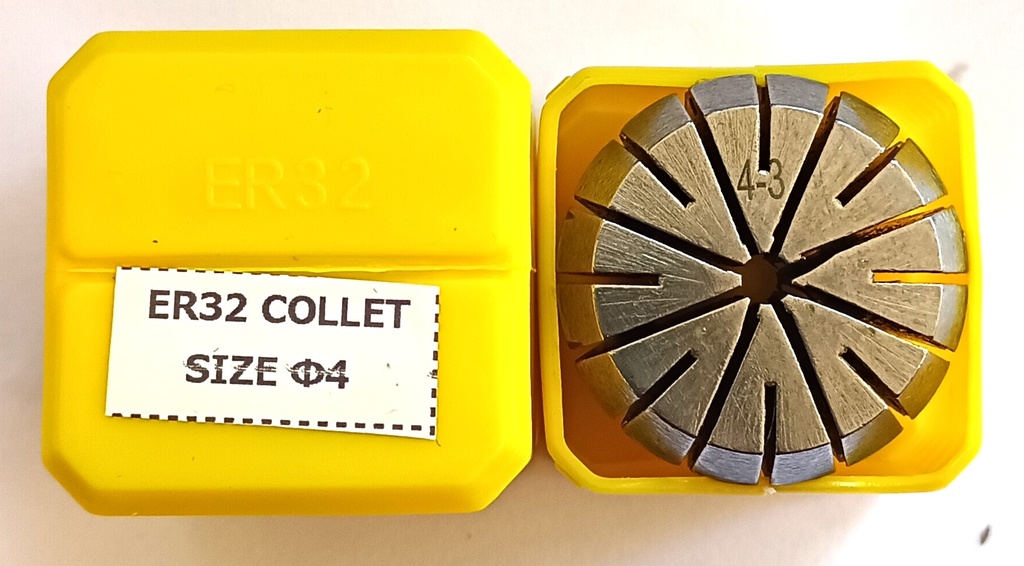 ER32
ER32 COLLET
SIZE Φ4
4-3